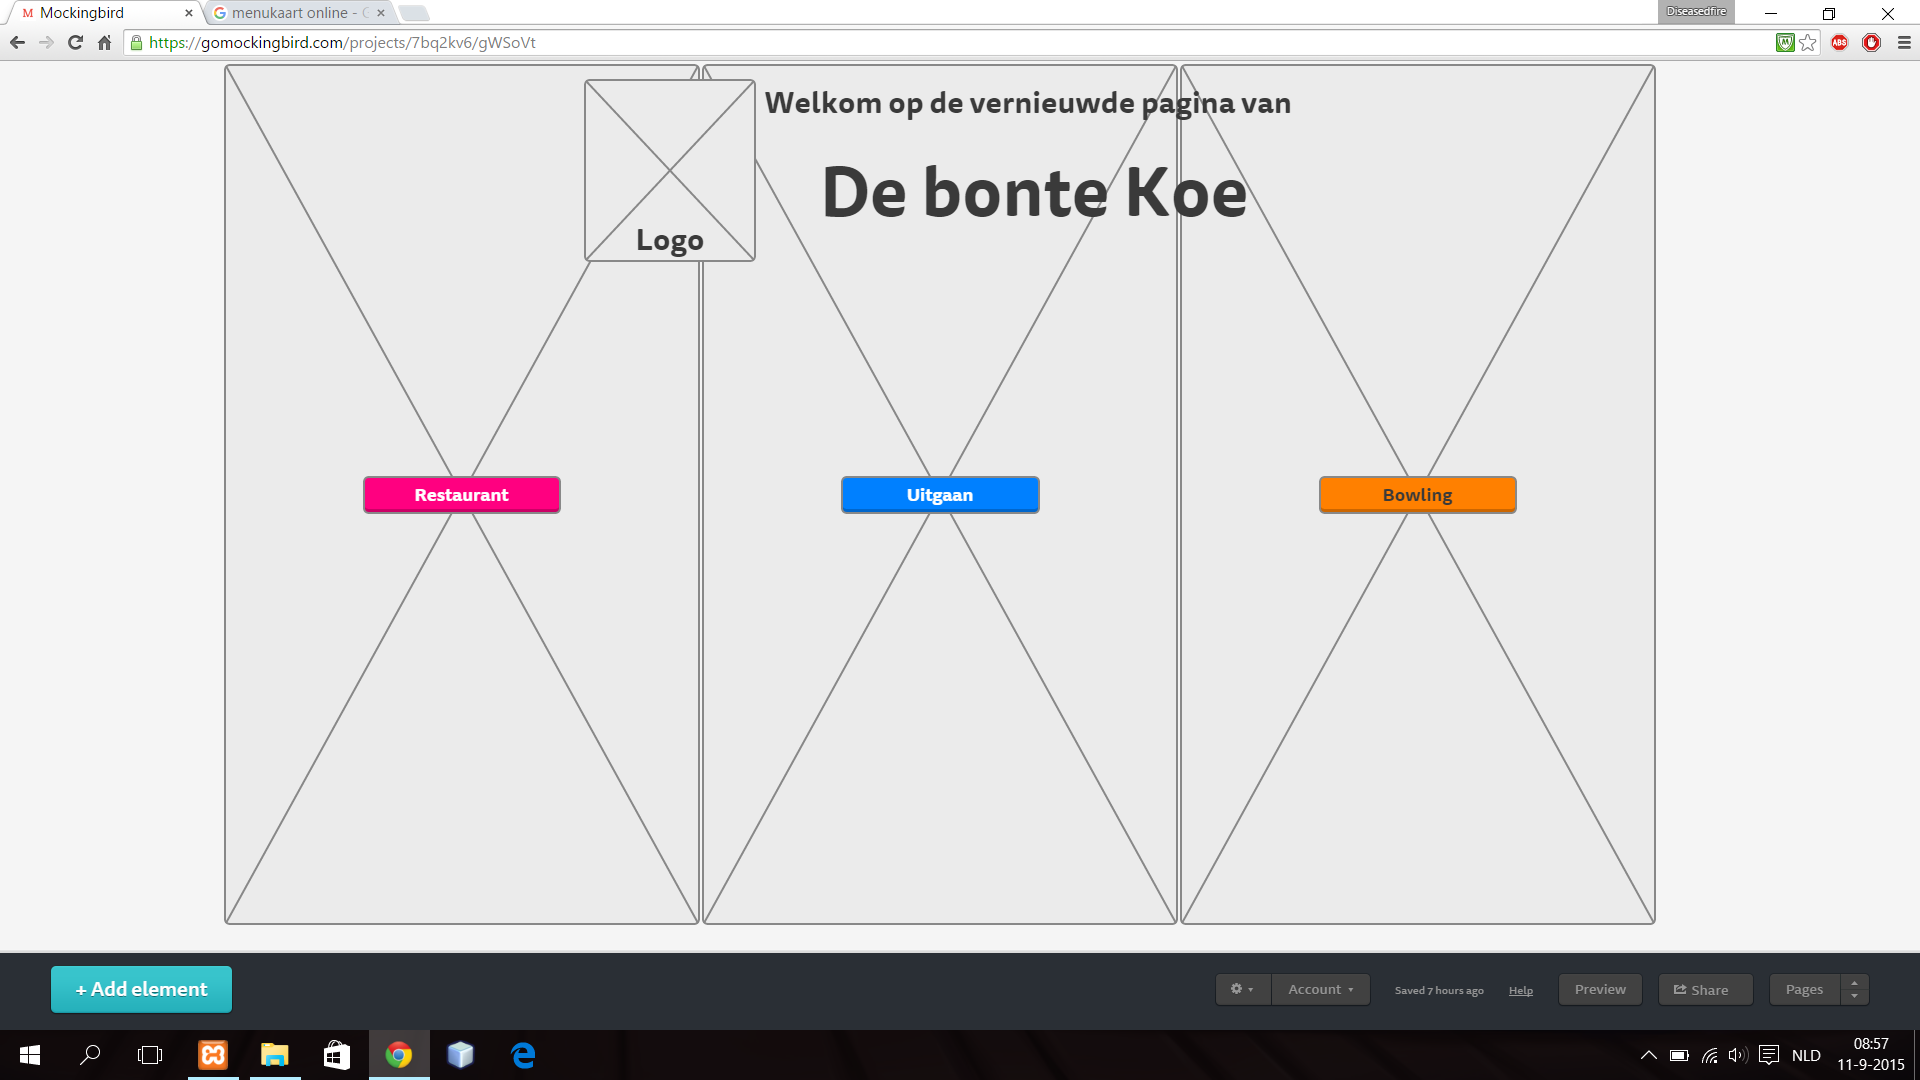 Mockingbird
menukaart online -
Diseasedfire
https://gomockingbird.com/projects/7bq2kv6/gWSoVt
ABS
Welkom op de vernieuwde pagina van
De bonte Koe
Logo
Restaurant
Uitgaan
Bowling
+ Add element
Account
Saved 7 hours ago
Help
Preview
Share
Pages
NLD
08:57
11-9-2015